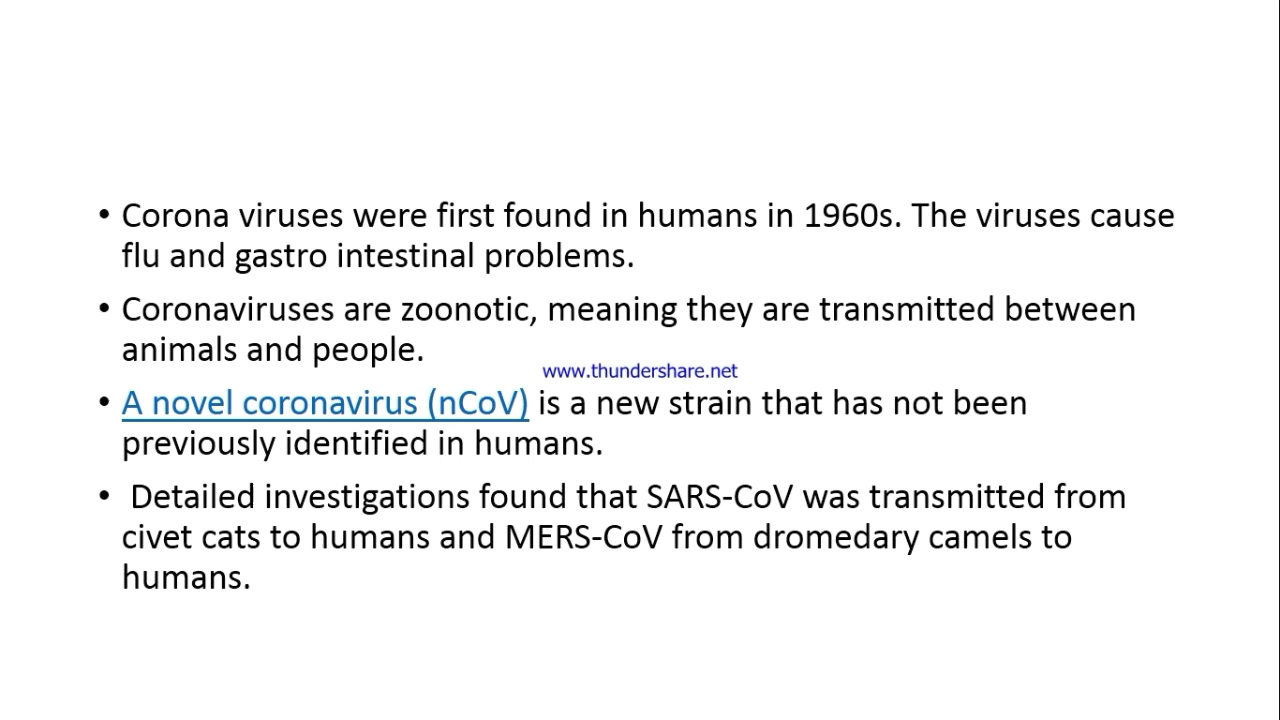 • Corona viruses were first found in humans in 1960s. The viruses cause
flu and gastro intestinal problems.
• Coronaviruses are zoonotic, meaning they are transmitted between
animals and people.
www.thundershare.net
• A novel coronavirus (nCoV) is a new strain that has not been
previously identified in humans.
• Detailed investigations found that SARS-CoV was transmitted from
civet cats to humans and MERS-CoV from dromedary camels to
humans.